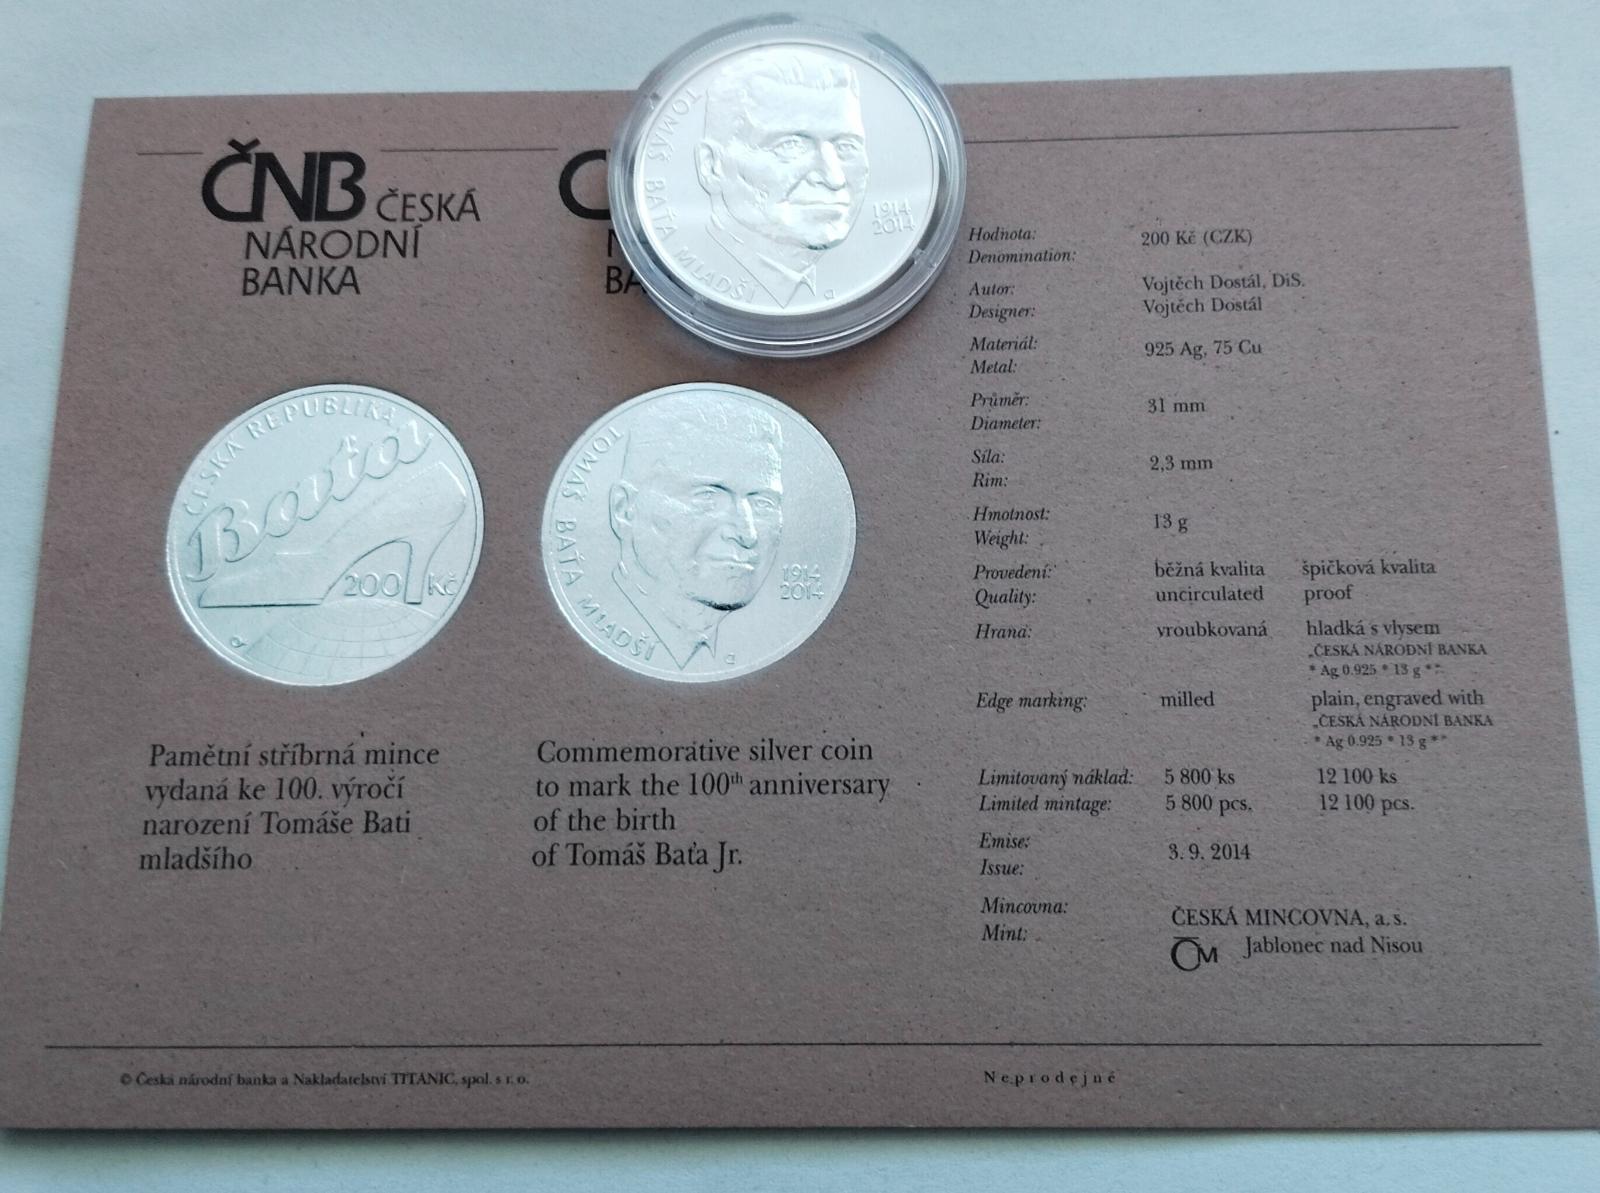 TOMÁŠ BAŤA MLADŠÍ
1914
2014
ČNB ČESKÁ
NÁRODNÍ
BANKA
ČESKÁ REPUBLIKA
Baťa
200 Kč
TOMÁŠ BAŤA MLADŠÍ
1914
2014
Pamětní stříbrná mince
vydaná ke 100. výročí
narození Tomáše Bati
mladšího
Commemorative silver coin
to mark the 100th anniversary
of the birth
of Tomáš Baťa Jr.
Hodnota:
Denomination:
200 Kč (CZK)
Autor:
Designer:
Vojtěch Dostál, DiS.
Vojtěch Dostál
Materiál:
Metal:
925 Ag, 75 Cu
Průměr:
Diameter:
31 mm
Síla:
Rim:
2,3 mm
Hmotnost:
Weight:
13 g
Provedení: běžná kvalita špičková kvalita
Quality: uncirculated proof
Hrana: vroubkovaná hladká s vlysem
„ČESKÁ NÁRODNÍ BANKA
* Ag 0.925 * 13 g *“
Edge marking: milled plain, engraved with
„ČESKÁ NÁRODNÍ BANKA
* Ag 0.925 * 13 g *“
Limitovaný náklad: 5 800 ks 12 100 ks
Limited mintage: 5 800 pcs. 12 100 pcs.
Emise:
Issue:
3. 9. 2014
Mincovna:
Mint:
ČESKÁ MINCOVNA, a. s.
ČM Jablonec nad Nisou
© Česká národní banka a Nakladatelství TITANIC, spol. s r. o.
Neprodejné